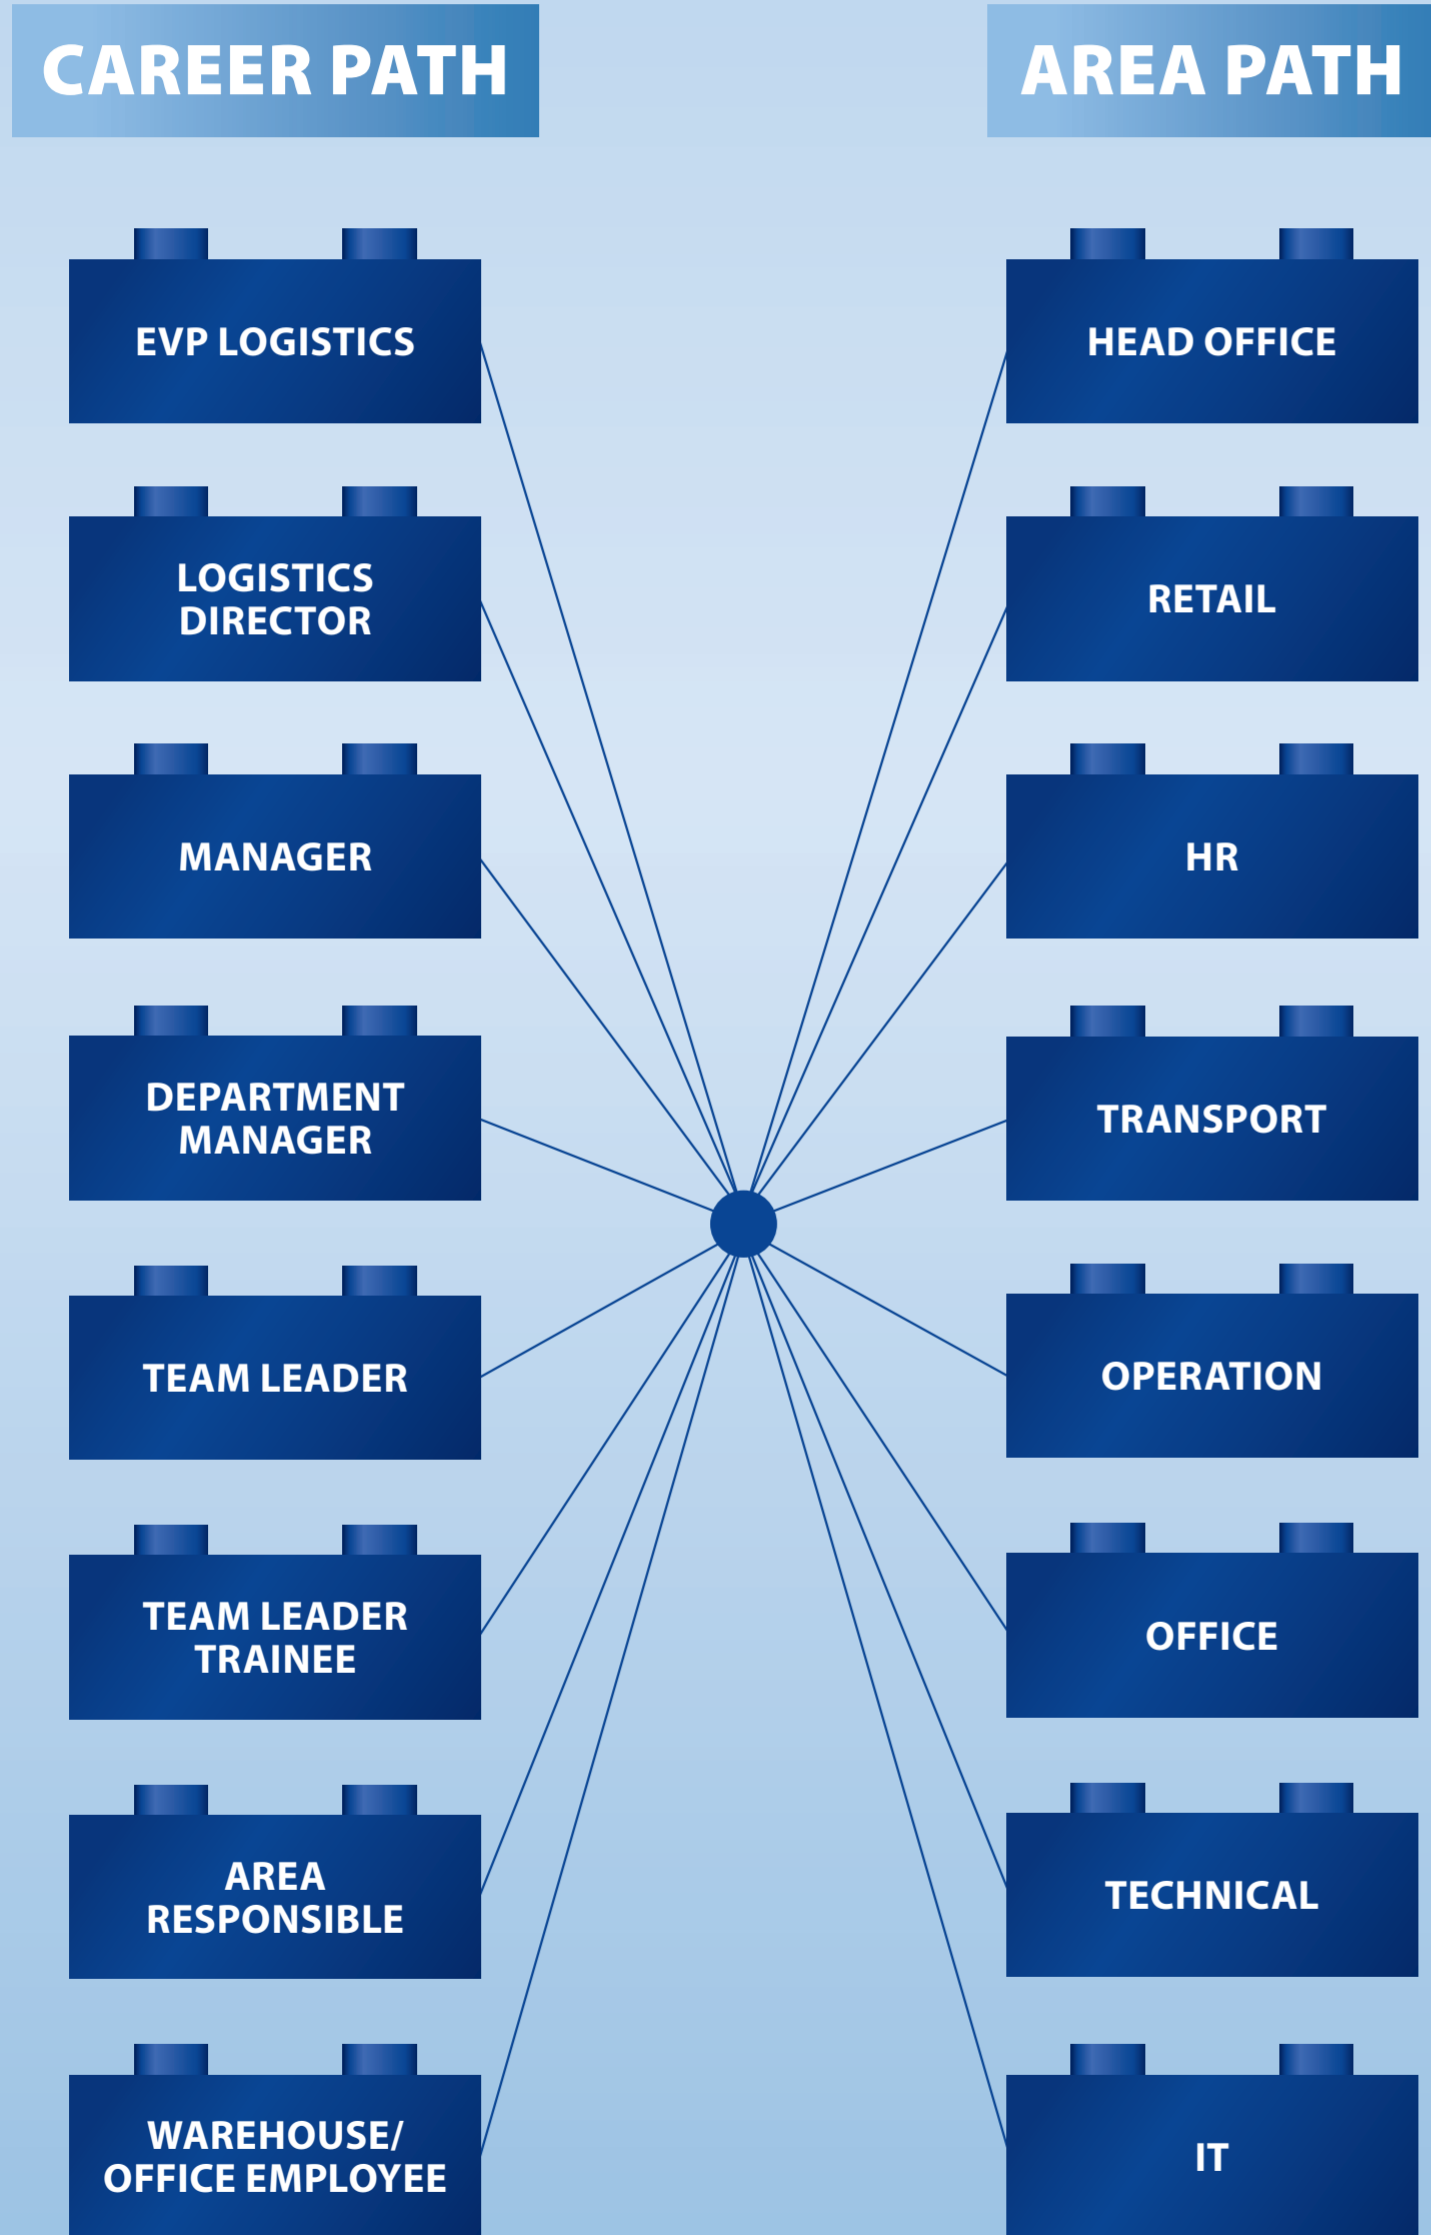 CAREER PATH
EVP LOGISTICS
LOGISTICS
DIRECTOR
MANAGER
DEPARTMENT
MANAGER
TEAM LEADER
TEAM LEADER
TRAINEE
AREA
RESPONSIBLE
WAREHOUSE/
OFFICE EMPLOYEE
AREA PATH
HEAD OFFICE
RETAIL
HR
TRANSPORT
OPERATION
OFFICE
TECHNICAL
IT